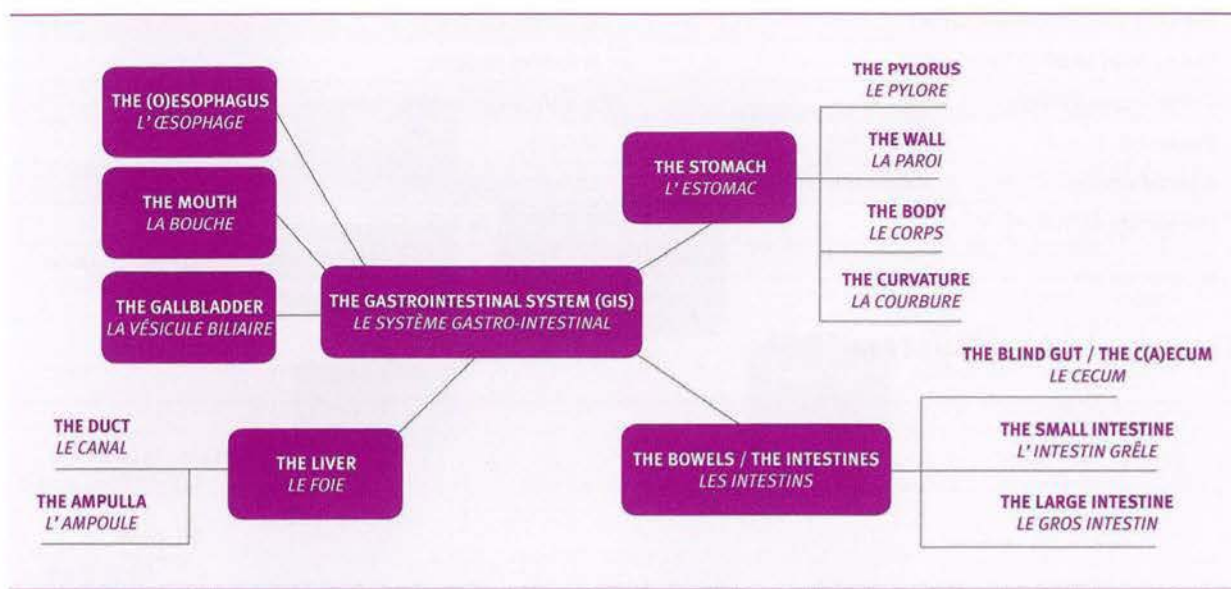 THE (O)ESOPHAGUS
L' ŒSOPHAGE
THE MOUTH
LA BOUCHE
THE GALLBLADDER
LA VÉSICULE BILIAIRE
THE GASTROINTESTINAL SYSTEM (GIS)
LE SYSTÈME GASTRO-INTESTINAL
THE STOMACH
L' ESTOMAC
THE PYLORUS
LE PYLORE
THE WALL
LA PAROI
THE BODY
LE CORPS
THE CURVATURE
LA COURBURE
THE DUCT
LE CANAL
THE AMPULLA
L' AMPOULE
THE LIVER
LE FOIE
THE BOWELS / THE INTESTINES
LES INTESTINS
THE BLIND GUT / THE C(A)ECUM
LE CECUM
THE SMALL INTESTINE
L' INTESTIN GRÊLE
THE LARGE INTESTINE
LE GROS INTESTIN